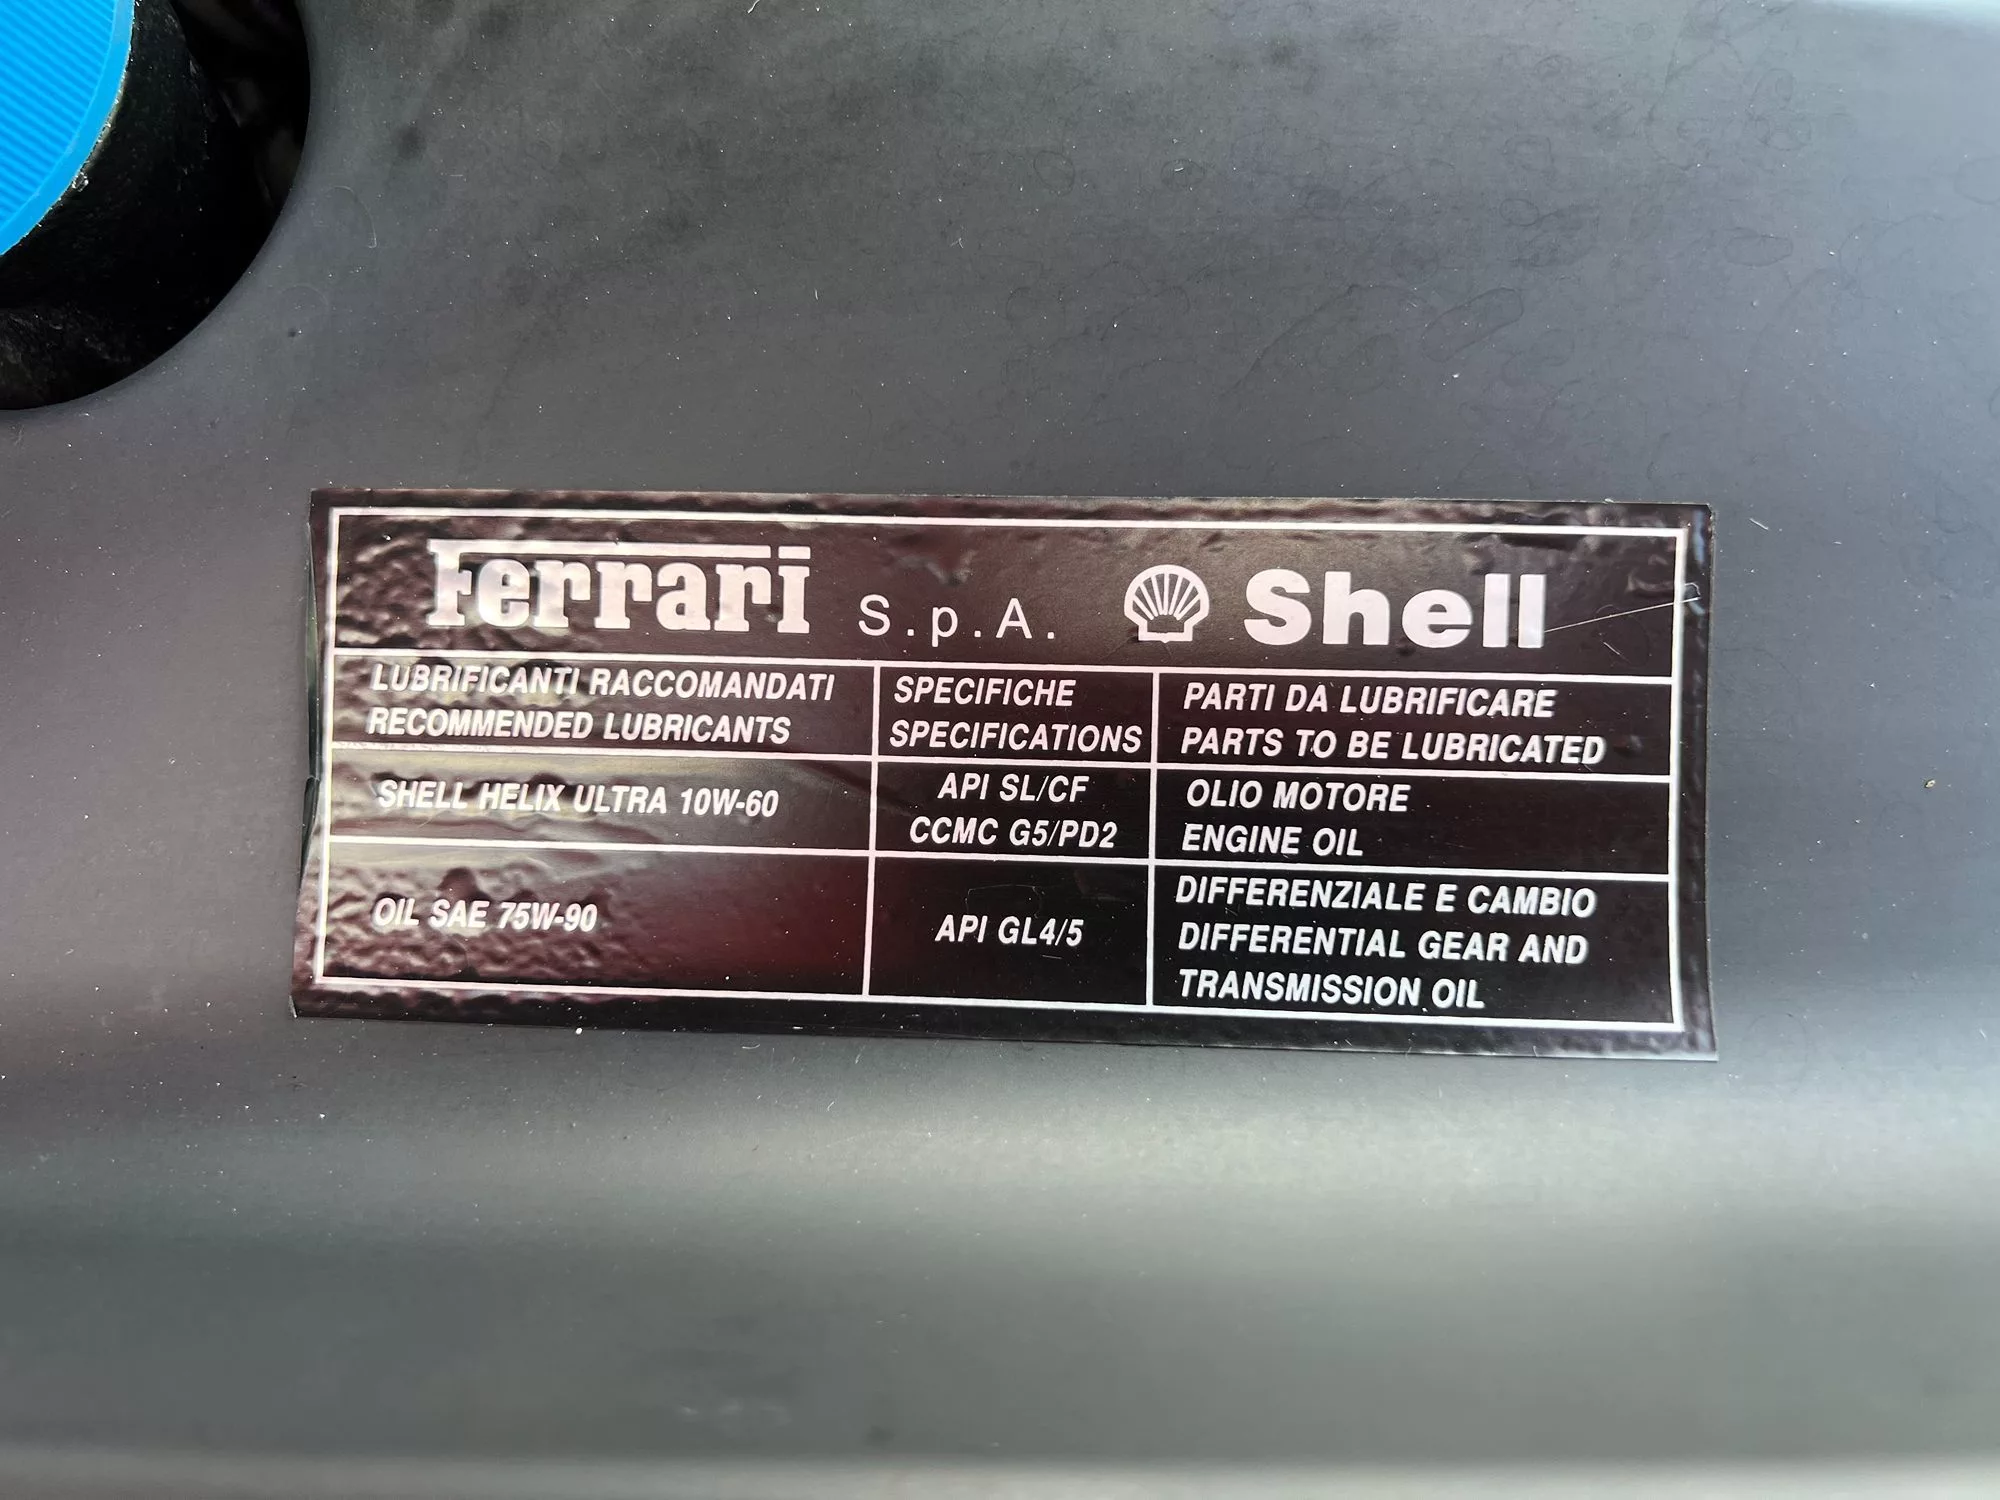 Ferrari S.p.A. Shell
LUBRIFICANTI RACCOMANDATI
RECOMMENDED LUBRICANTS
SPECIFICHE
SPECIFICATIONS
PARTI DA LUBRIFICARE
PARTS TO BE LUBRICATED
SHELL HELIX ULTRA 10W-60
API SL/CF
CCMC G5/PD2
OLIO MOTORE
ENGINE OIL
OIL SAE 75W-90
API GL4/5
DIFFERENZIALE E CAMBIO
DIFFERENTIAL GEAR AND
TRANSMISSION OIL